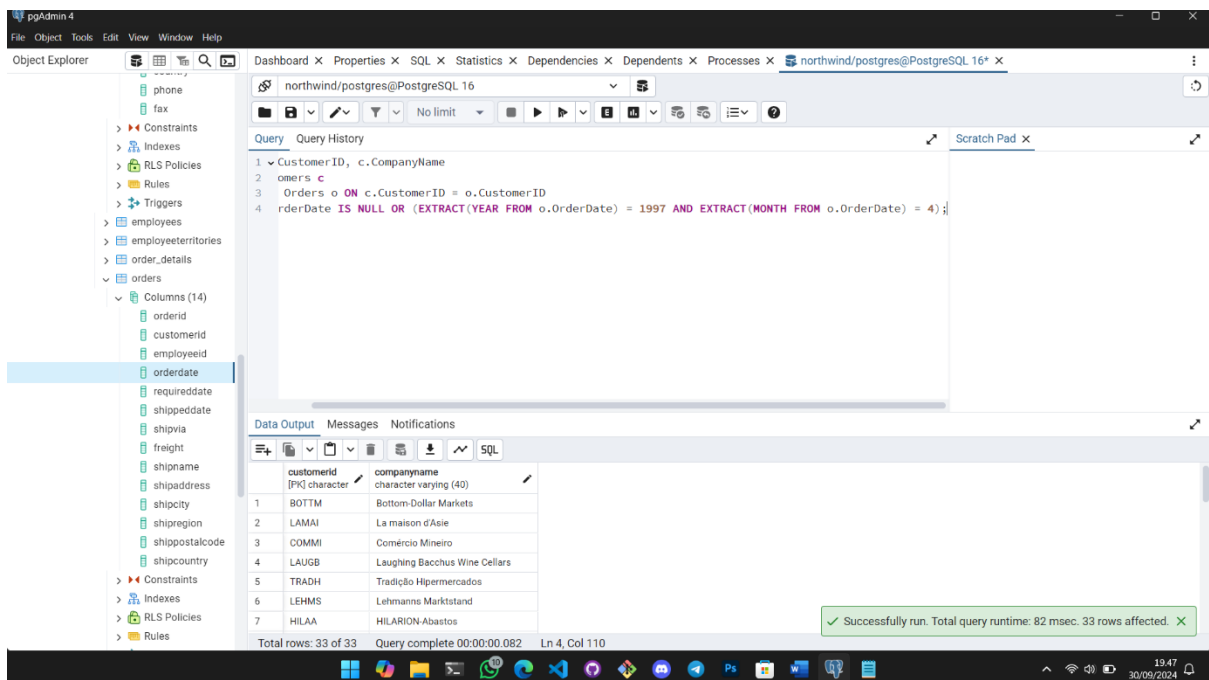 pgAdmin 4
File Object Tools Edit View Window Help
Object Explorer
Dashboard Properties SQL Statistics Dependencies Dependents Processes northwind/postgres@PostgreSQL 16*
country
phone
fax
Constraints
Indexes
RLS Policies
Rules
Triggers
employees
employeeterritories
order_details
orders
Columns (14)
orderid
customerid
employeeid
orderdate
requireddate
shippeddate
shipvia
freight
shipname
shipaddress
shipcity
shipregion
shippostalcode
shipcountry
Constraints
Indexes
RLS Policies
Rules
northwind/postgres@PostgreSQL 16
No limit
E
Query Query History
Scratch Pad
1 CustomerID, c.CompanyName
2 omers c
3 Orders o ON c.CustomerID = o.CustomerID
4 rderDate IS NULL OR (EXTRACT(YEAR FROM o.OrderDate) = 1997 AND EXTRACT(MONTH FROM o.OrderDate) = 4);
Data Output Messages Notifications
SQL
customerid companyname
[PK] character character varying (40)
1 BOTTM Bottom-Dollar Markets
2 LAMAI La maison d'Asie
3 COMMI Comércio Mineiro
4 LAUGB Laughing Bacchus Wine Cellars
5 TRADH Tradição Hipermercados
6 LEHMS Lehmanns Marktstand
7 HILAA HILARION-Abastos
Successfully run. Total query runtime: 82 msec. 33 rows affected.
Total rows: 33 of 33 Query complete 00:00:00.082 Ln 4, Col 110
10
Ps
W
19.47
30/09/2024